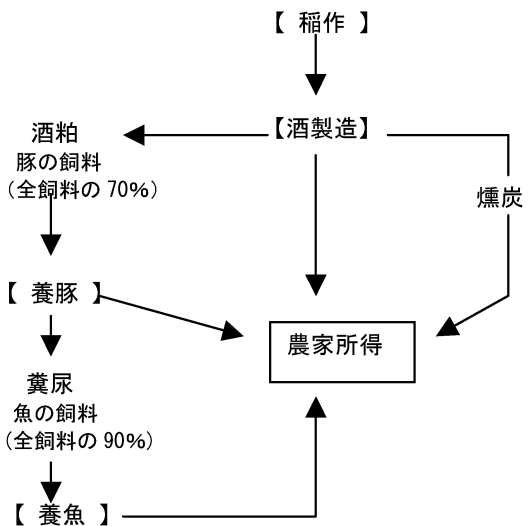 【 稲作 】
【酒製造】
酒粕
豚の飼料
(全飼料の 70%)
燻炭
【 養豚 】
農家所得
糞尿
魚の飼料
(全飼料の 90%)
【 養魚 】